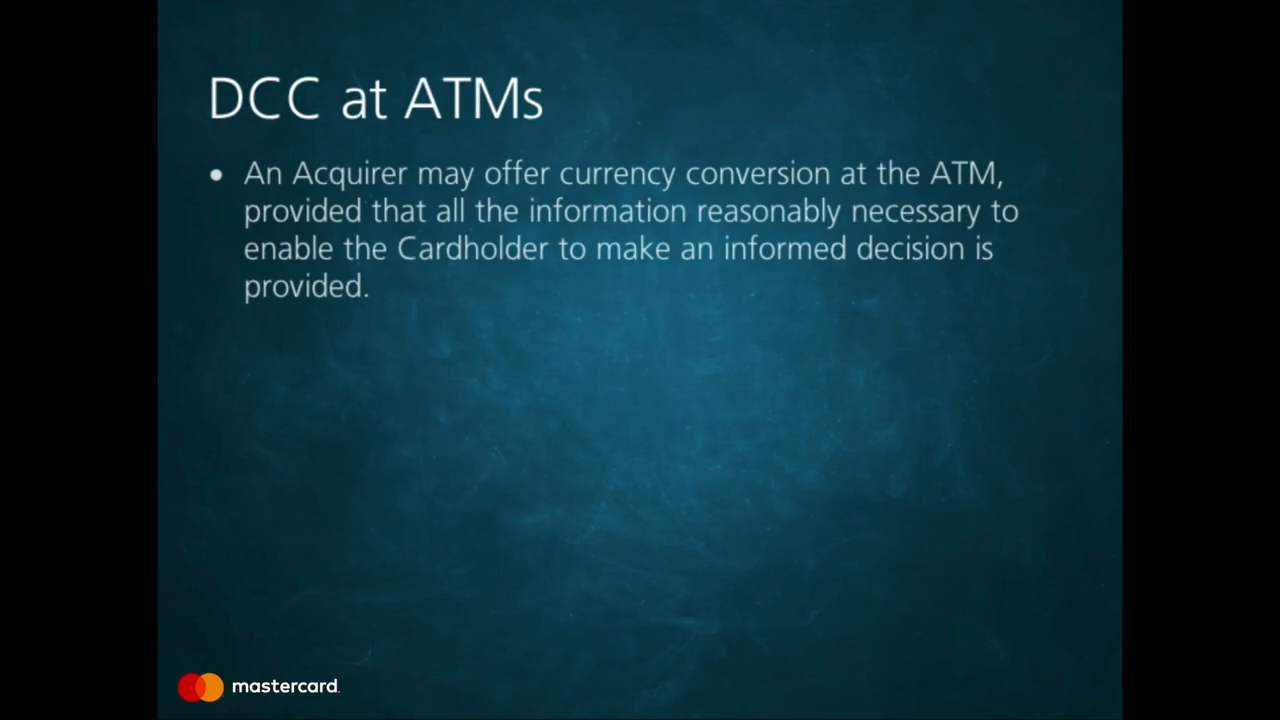 DCC at ATMs
• An Acquirer may offer currency conversion at the ATM,
provided that all the information reasonably necessary to
enable the Cardholder to make an informed decision is
provided.
mastercard.